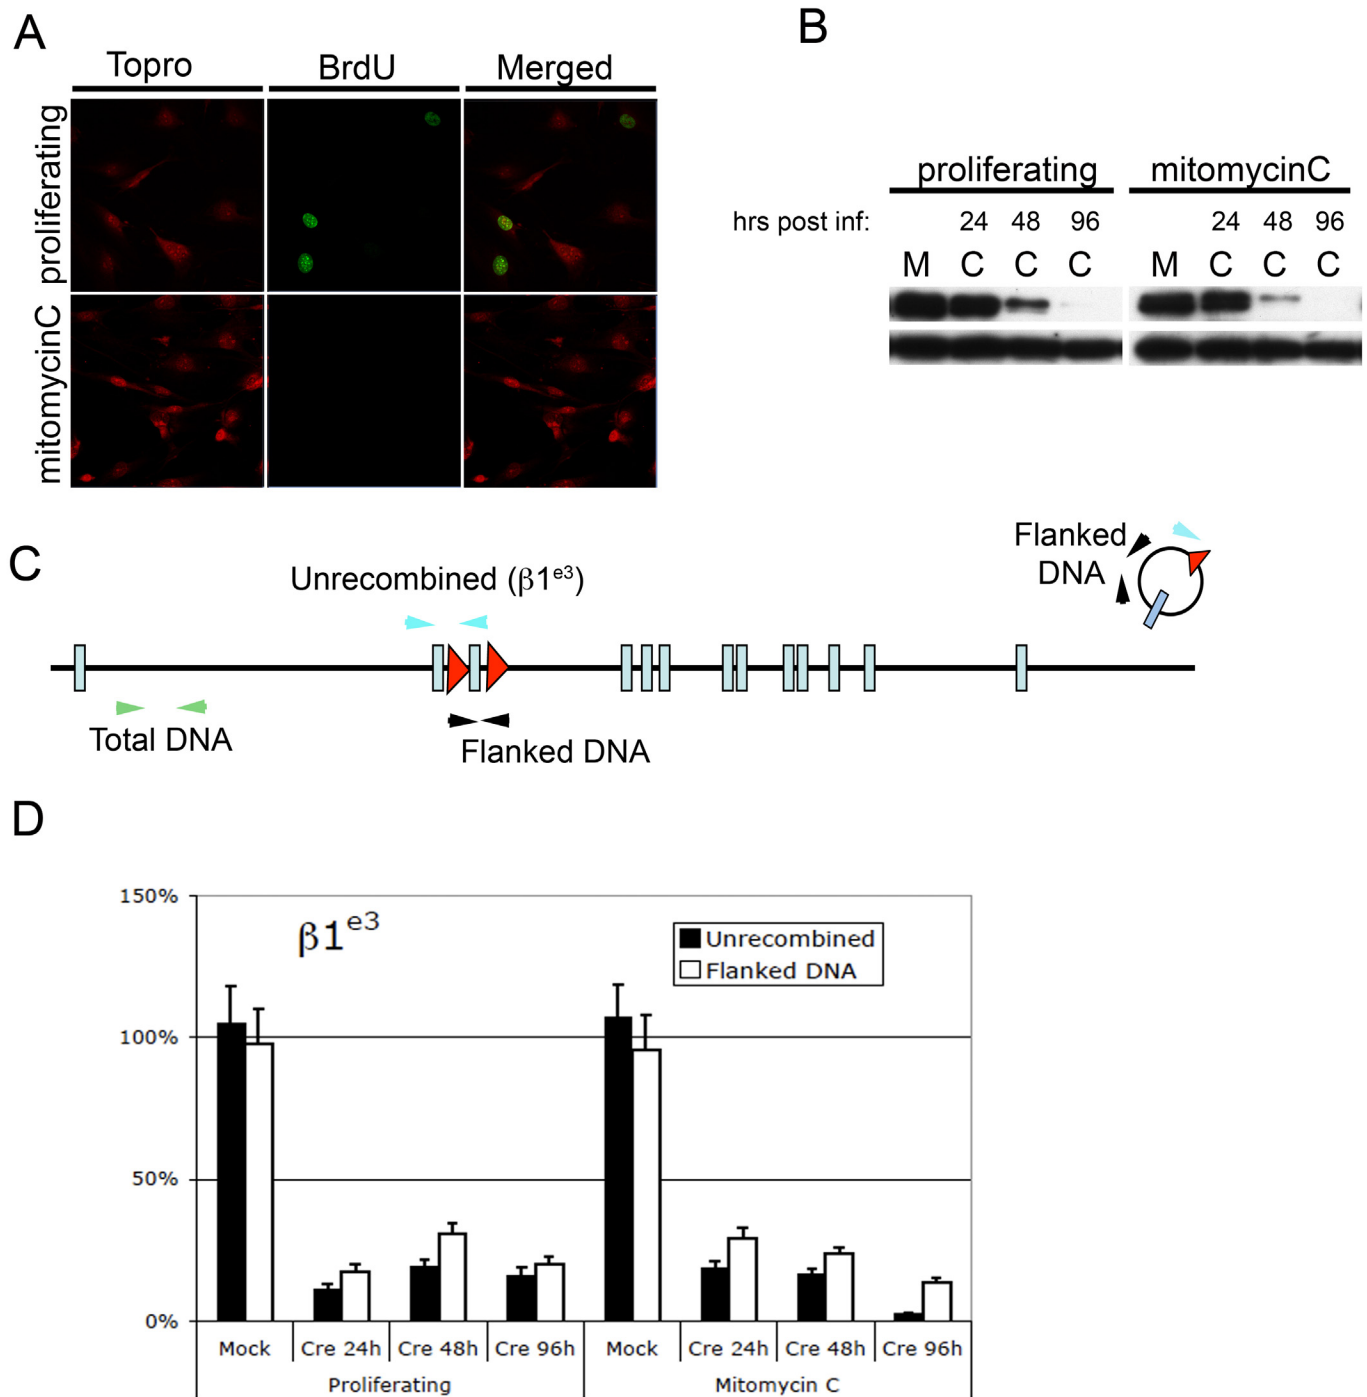 A
Topro BrdU Merged
proliferating
mitomycinC
B
proliferating mitomycinC
hrs post inf: 24 48 96 24 48 96
M C C C M C C C
C
Unrecombined (β1e3)
Flanked
DNA
Total DNA
Flanked DNA
D
150%
β1e3
Unrecombined
Flanked DNA
100%
50%
0%
Mock Cre 24h Cre 48h Cre 96h Mock Cre 24h Cre 48h Cre 96h
Proliferating Mitomycin C